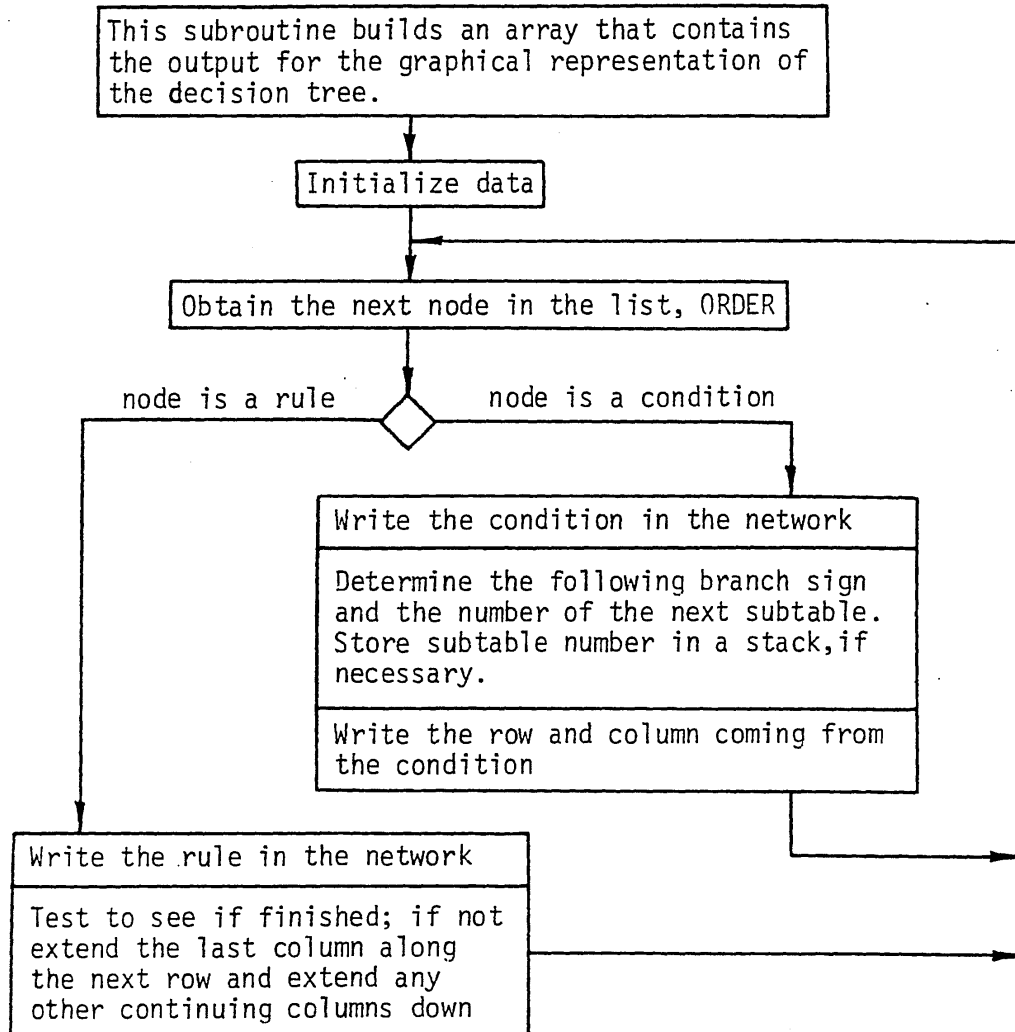 This subroutine builds an array that contains
the output for the graphical representation of
the decision tree.
Initialize data
Obtain the next node in the list, ORDER
node is a rule
node is a condition
Write the condition in the network
Determine the following branch sign
and the number of the next subtable.
Store subtable number in a stack,if
necessary.
Write the row and column coming from
the condition
Write the rule in the network
Test to see if finished; if not
extend the last column along
the next row and extend any
other continuing columns down